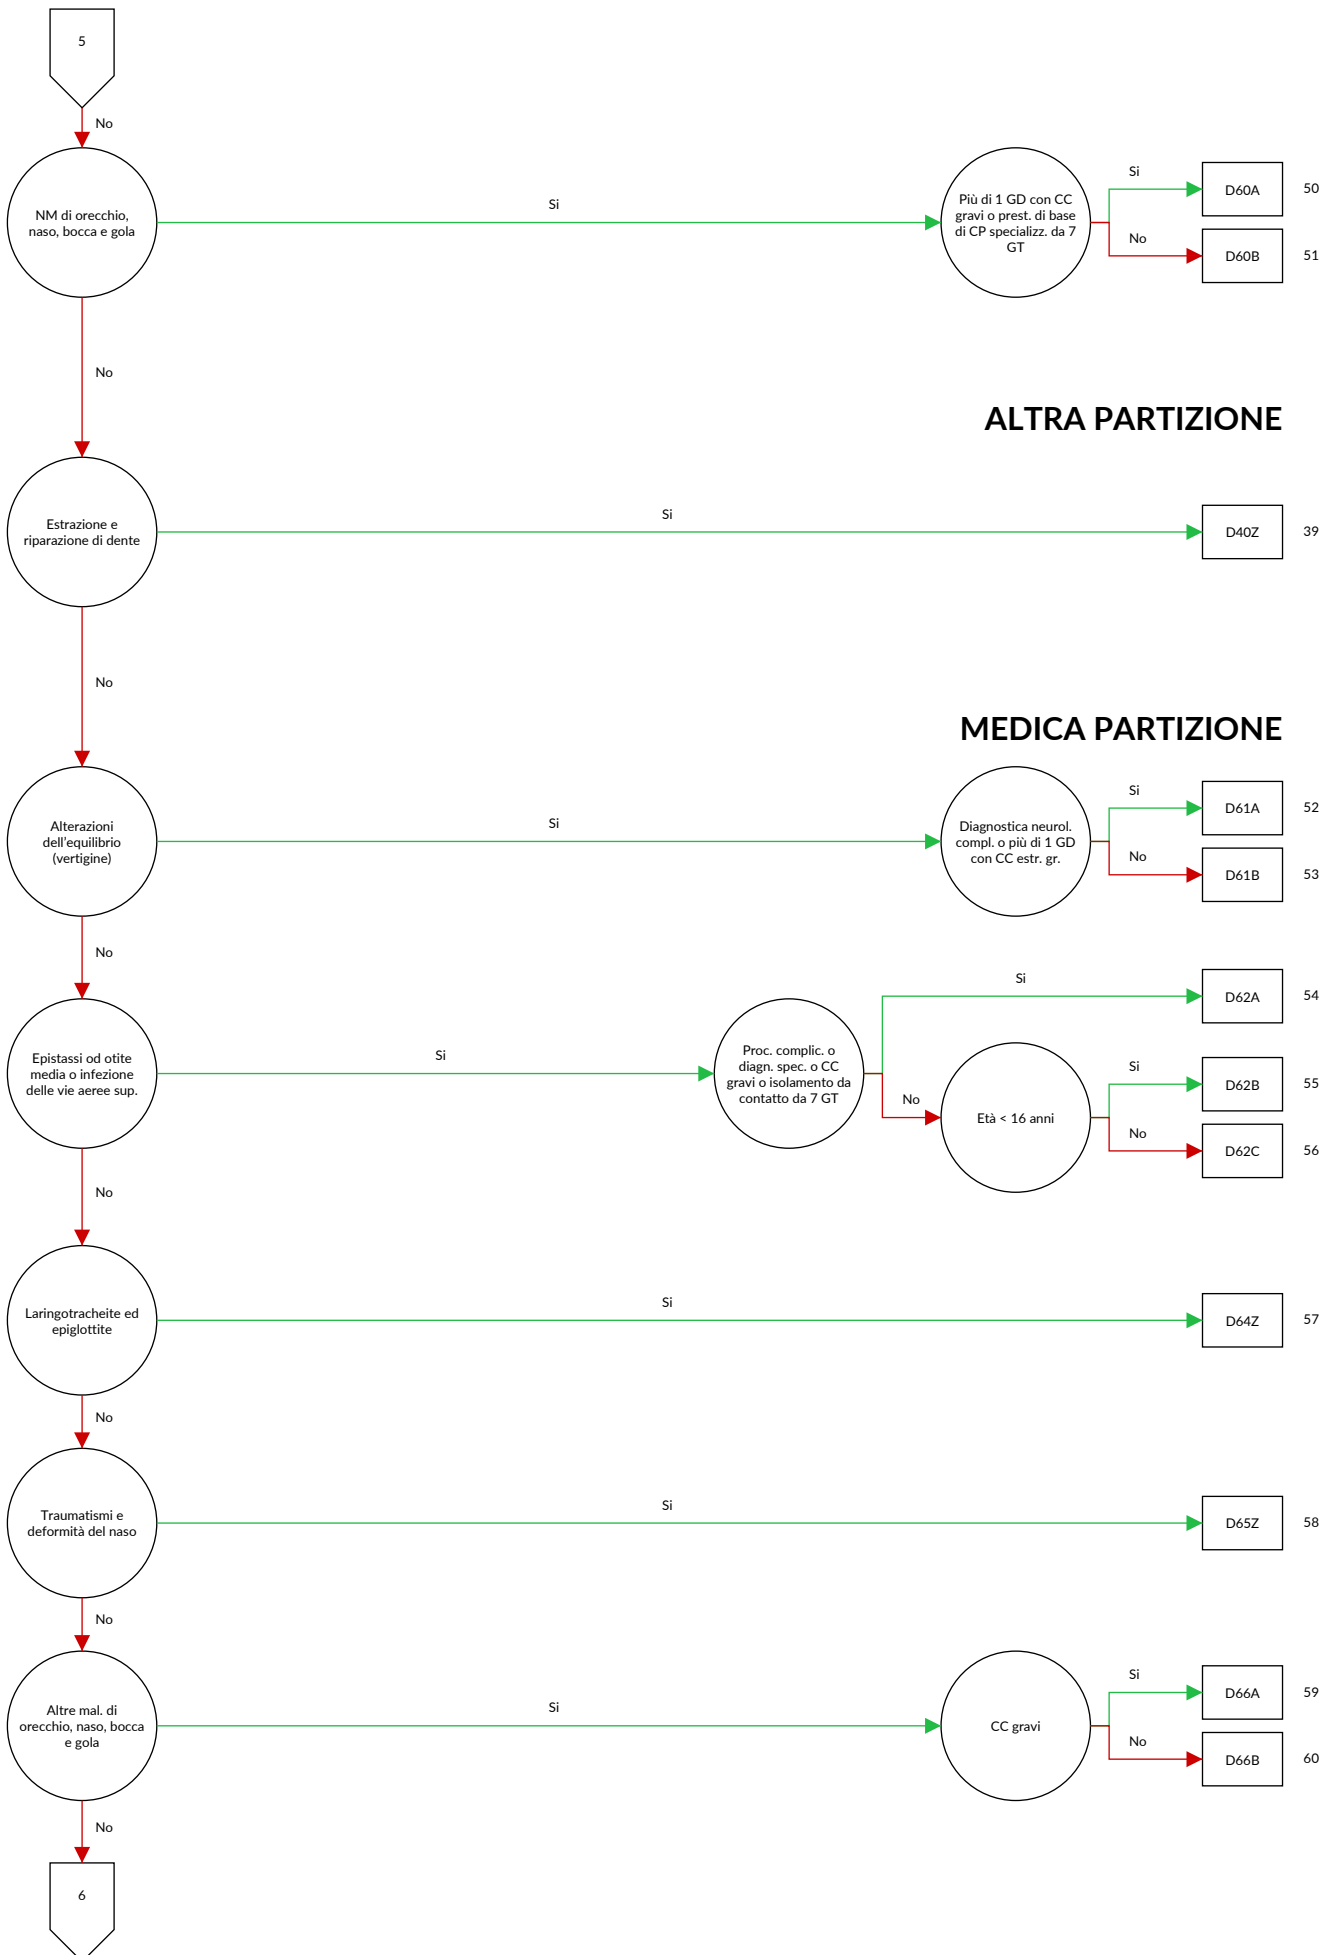 5
No
NM di orecchio,
naso, bocca e gola
Si
Più di 1 GD con CC
gravi o prest. di base
di CP specializz. da 7
GT
Si
D60A
50
No
D60B
51
No
ALTRA PARTIZIONE
Estrazione e
riparazione di dente
Si
D40Z
39
No
MEDICA PARTIZIONE
Alterazioni
dell'equilibrio
(vertigine)
Si
Diagnostica neurol.
compl. o più di 1 GD
con CC estr. gr.
Si
D61A
52
No
D61B
53
No
Epistassi od otite
media o infezione
delle vie aeree sup.
Si
Proc. complic. o
diagn. spec. o CC
gravi o isolamento da
contatto da 7 GT
Si
D62A
54
No
Età < 16 anni
Si
D62B
55
No
D62C
56
No
Laringotracheite ed
epiglottite
Si
D64Z
57
No
Traumatismi e
deformità del naso
Si
D65Z
58
No
Altre mal. di
orecchio, naso, bocca
e gola
Si
CC gravi
Si
D66A
59
No
D66B
60
No
6